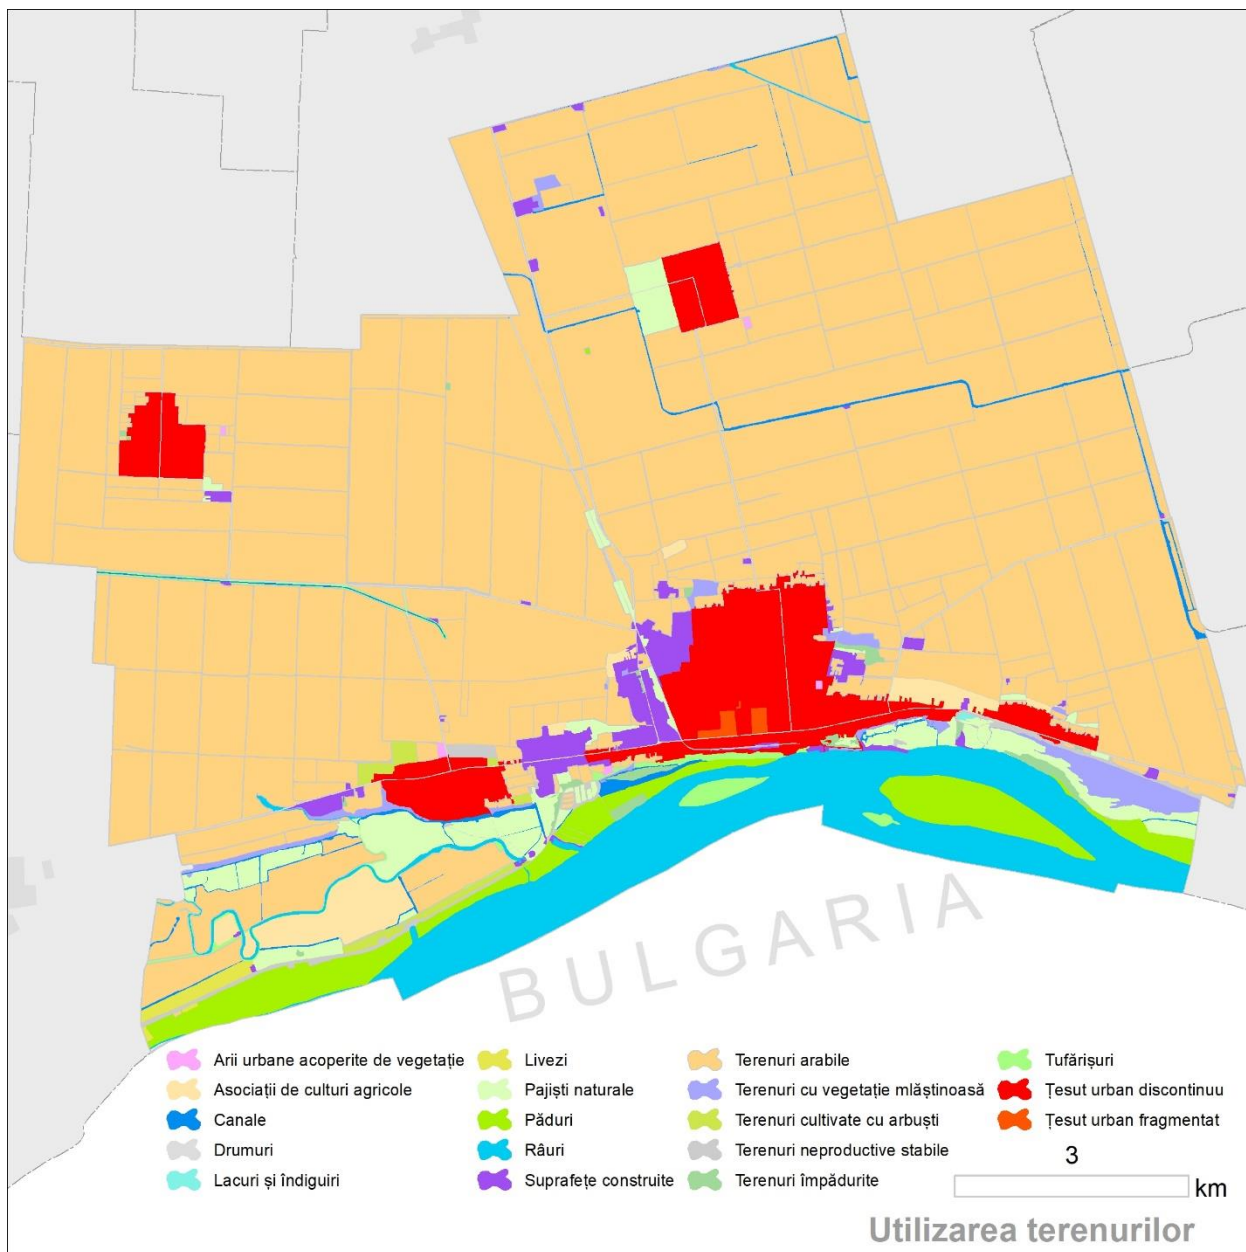 BULGARIA
Arii urbane acoperite de vegetație
Asociații de culturi agricole
Canale
Drumuri
Lacuri și îndiguiri
Livezi
Pajiști naturale
Păduri
Râuri
Suprafețe construite
Terenuri arabile
Terenuri cu vegetație mlăștinoasă
Terenuri cultivate cu arbuști
Terenuri neproductive stabile
Terenuri împădurite
Tufărișuri
Țesut urban discontinuu
Țesut urban fragmentat
3
km
Utilizarea terenurilor